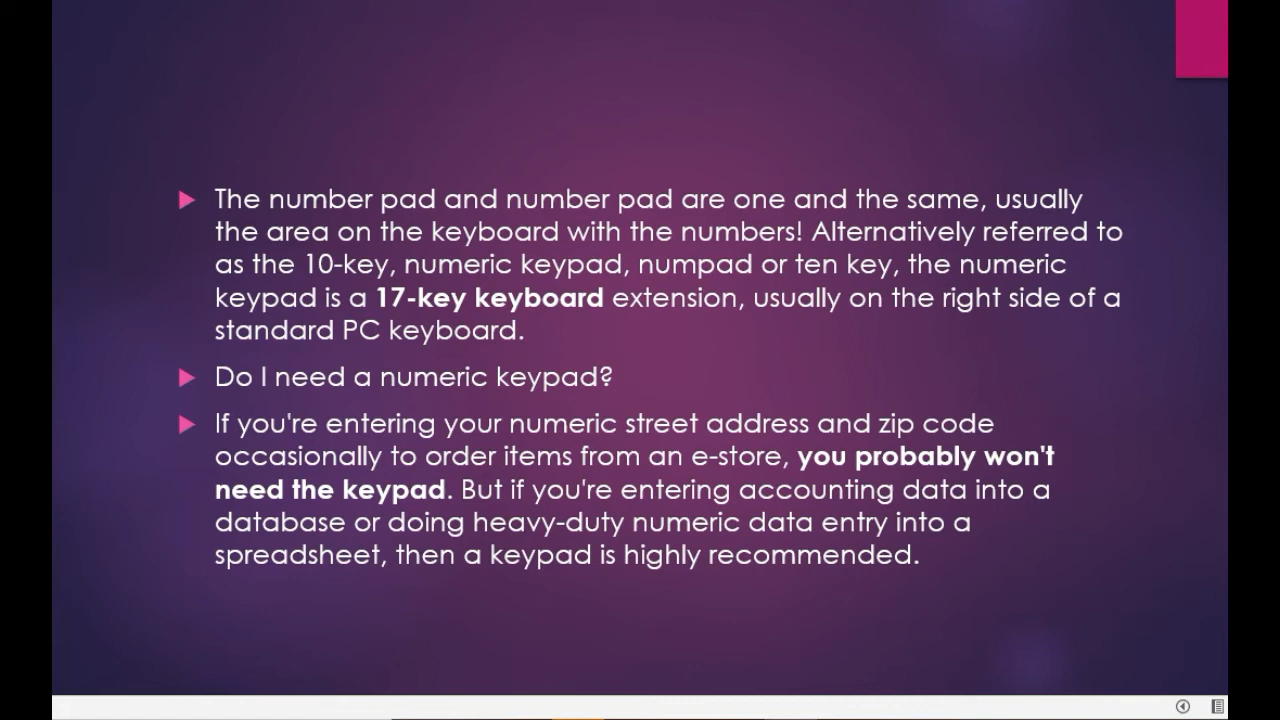 The number pad and number pad are one and the same, usually
the area on the keyboard with the numbers! Alternatively referred to
as the 10-key, numeric keypad, numpad or ten key, the numeric
keypad is a 17-key keyboard extension, usually on the right side of a
standard PC keyboard.
Do I need a numeric keypad?
If you're entering your numeric street address and zip code
occasionally to order items from an e-store, you probably won't
need the keypad. But if you're entering accounting data into a
database or doing heavy-duty numeric data entry into a
spreadsheet, then a keypad is highly recommended.